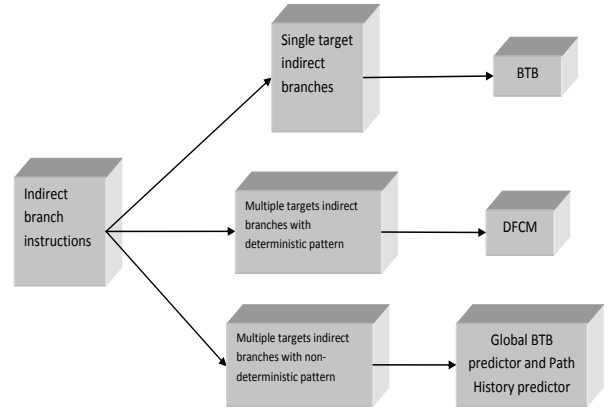 Single target
indirect
branches
BTB
Indirect
branch
instructions
Multiple targets indirect
branches with
deterministic pattern
DFCM
Multiple targets indirect
branches with non-
deterministic pattern
Global BTB
predictor and Path
History predictor